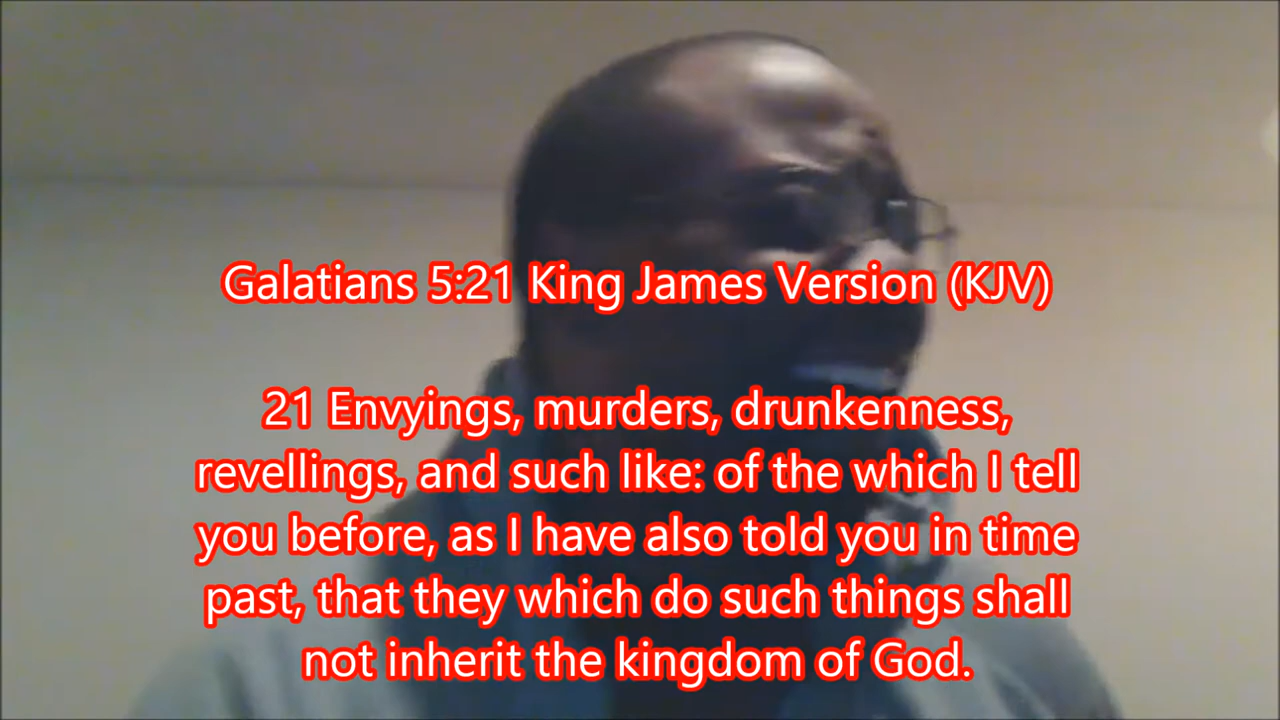 Galatians 5:21 King James Version (KJV)
21 Envyings, murders, drunkenness,
revellings, and such like: of the which I tell
you before, as I have also told you in time
past, that they which do such things shall
not inherit the kingdom of God.